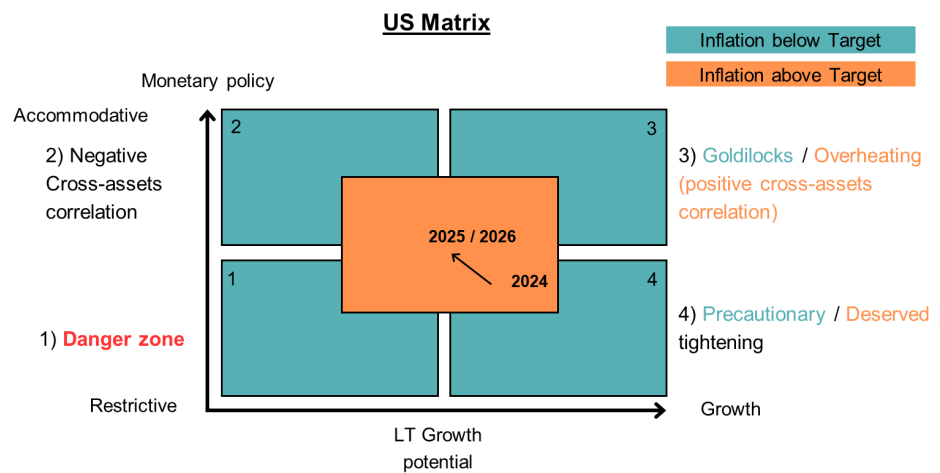 US Matrix
Inflation below Target
Inflation above Target
Monetary policy
Accommodative
2) Negative
Cross-assets
correlation
2
3
3) Goldilocks / Overheating
(positive cross-assets
correlation)
2025 / 2026
2024
1
4
1) Danger zone
4) Precautionary / Deserved
tightening
Restrictive
Growth
LT Growth
potential